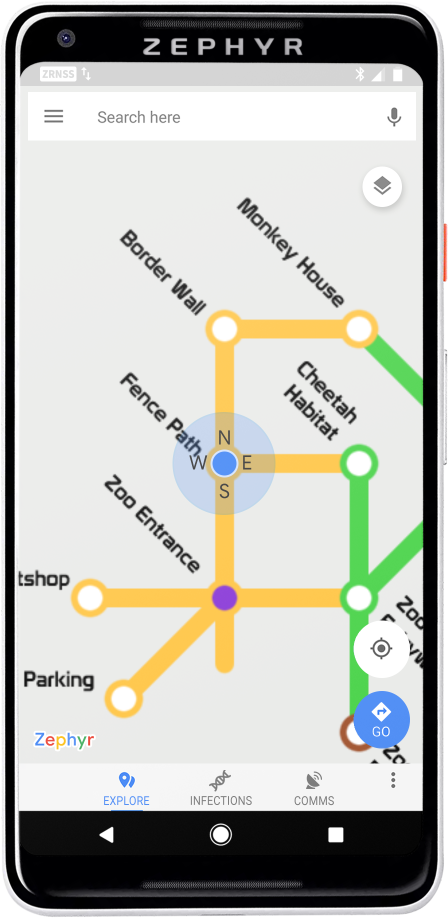 ZEPHYR
ZRNSS
Search here
Monkey House
Border Wall
Cheetah
Habitat
Fence Path
N
W
E
S
Zoo Entrance
tshop
Zoo
Parking
Zephyr
GO
EXPLORE
INFECTIONS
COMMS